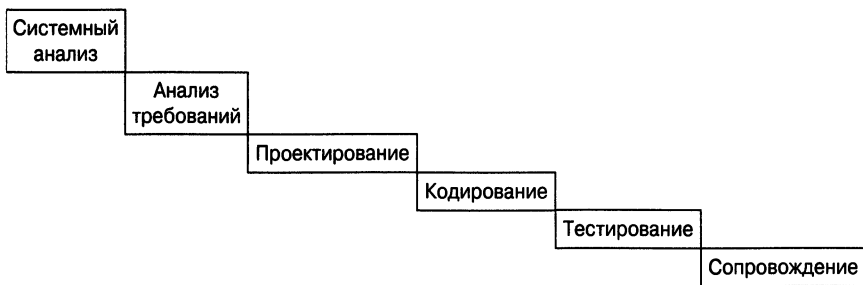 Системный
анализ
Анализ
требований
Проектирование
Кодирование
Тестирование
Сопровождение